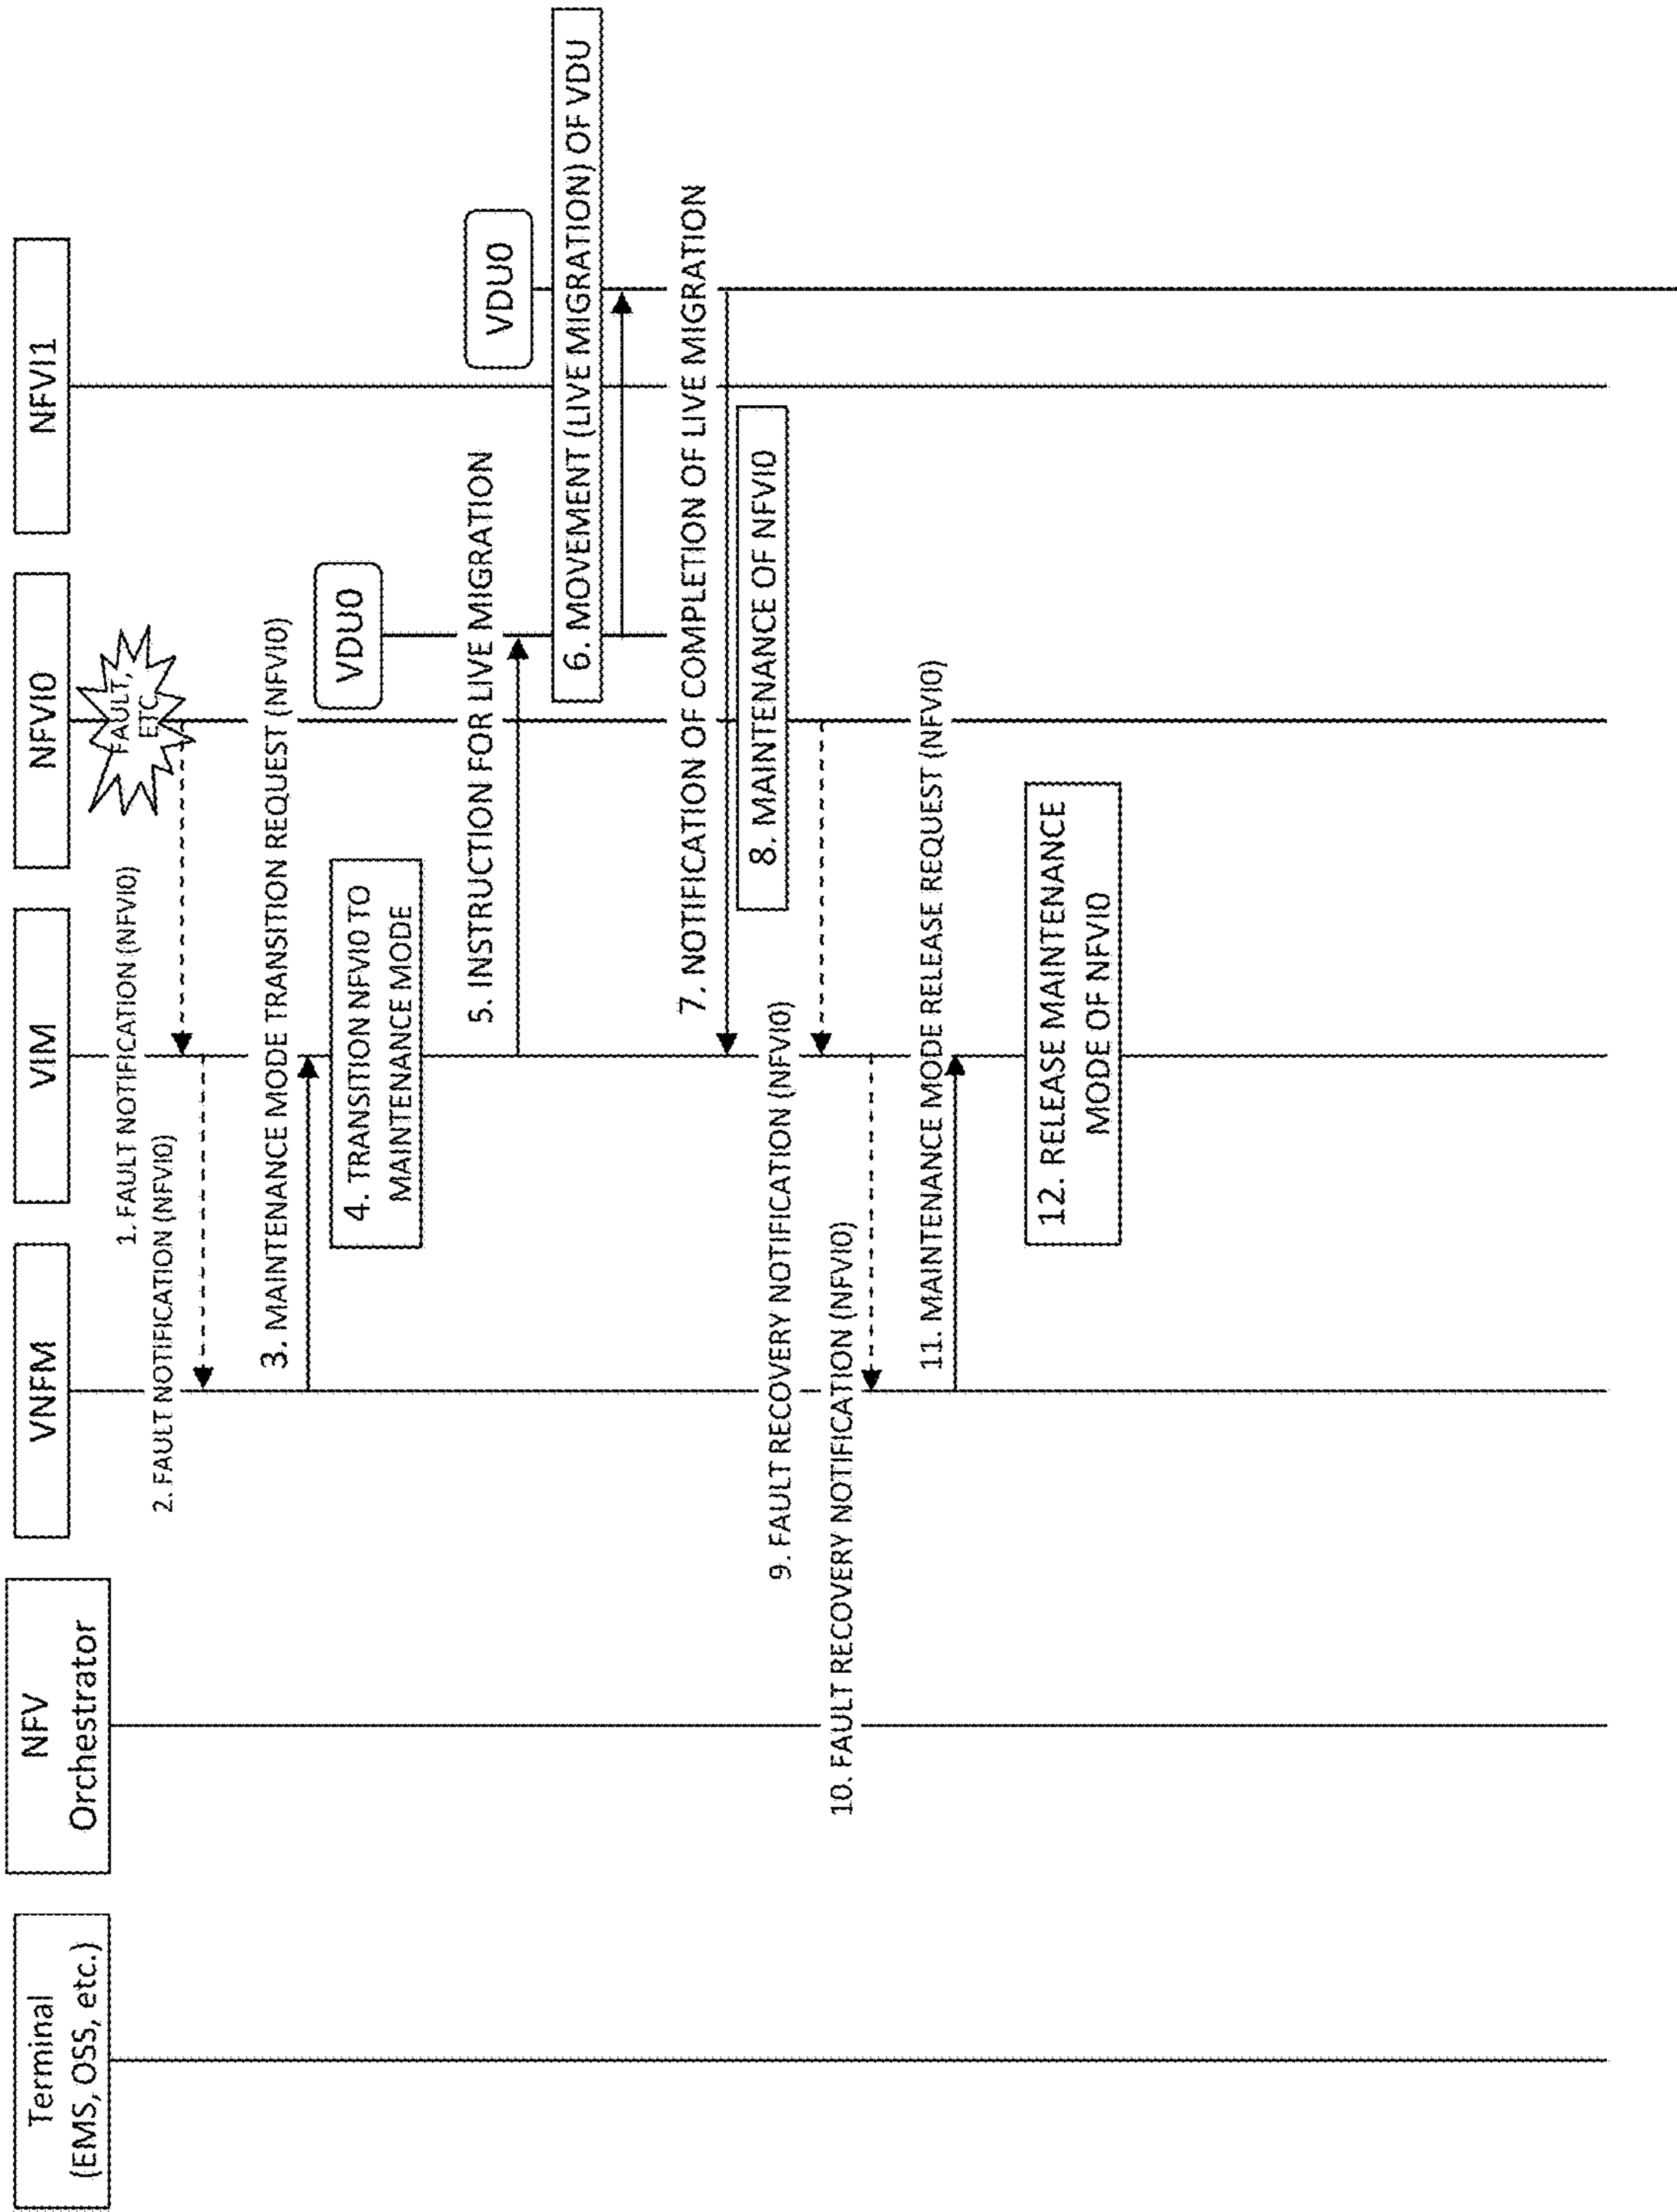 Terminal
(EMS, OSS, etc.)
NFV
Orchestrator
VNFM
VIM
NFVI0
NFVI1
FAULT,
ETC.
1. FAULT NOTIFICATION (NFVI0)
2. FAULT NOTIFICATION (NFVI0)
3. MAINTENANCE MODE TRANSITION REQUEST (NFVI0)
VDU0
4. TRANSITION NFVI0 TO
MAINTENANCE MODE
5. INSTRUCTION FOR LIVE MIGRATION
VDU0
6. MOVEMENT (LIVE MIGRATION) OF VDU
7. NOTIFICATION OF COMPLETION OF LIVE MIGRATION
8. MAINTENANCE OF NFVI0
9. FAULT RECOVERY NOTIFICATION (NFVI0)
10. FAULT RECOVERY NOTIFICATION (NFVI0)
11. MAINTENANCE MODE RELEASE REQUEST (NFVI0)
12. RELEASE MAINTENANCE
MODE OF NFVI0